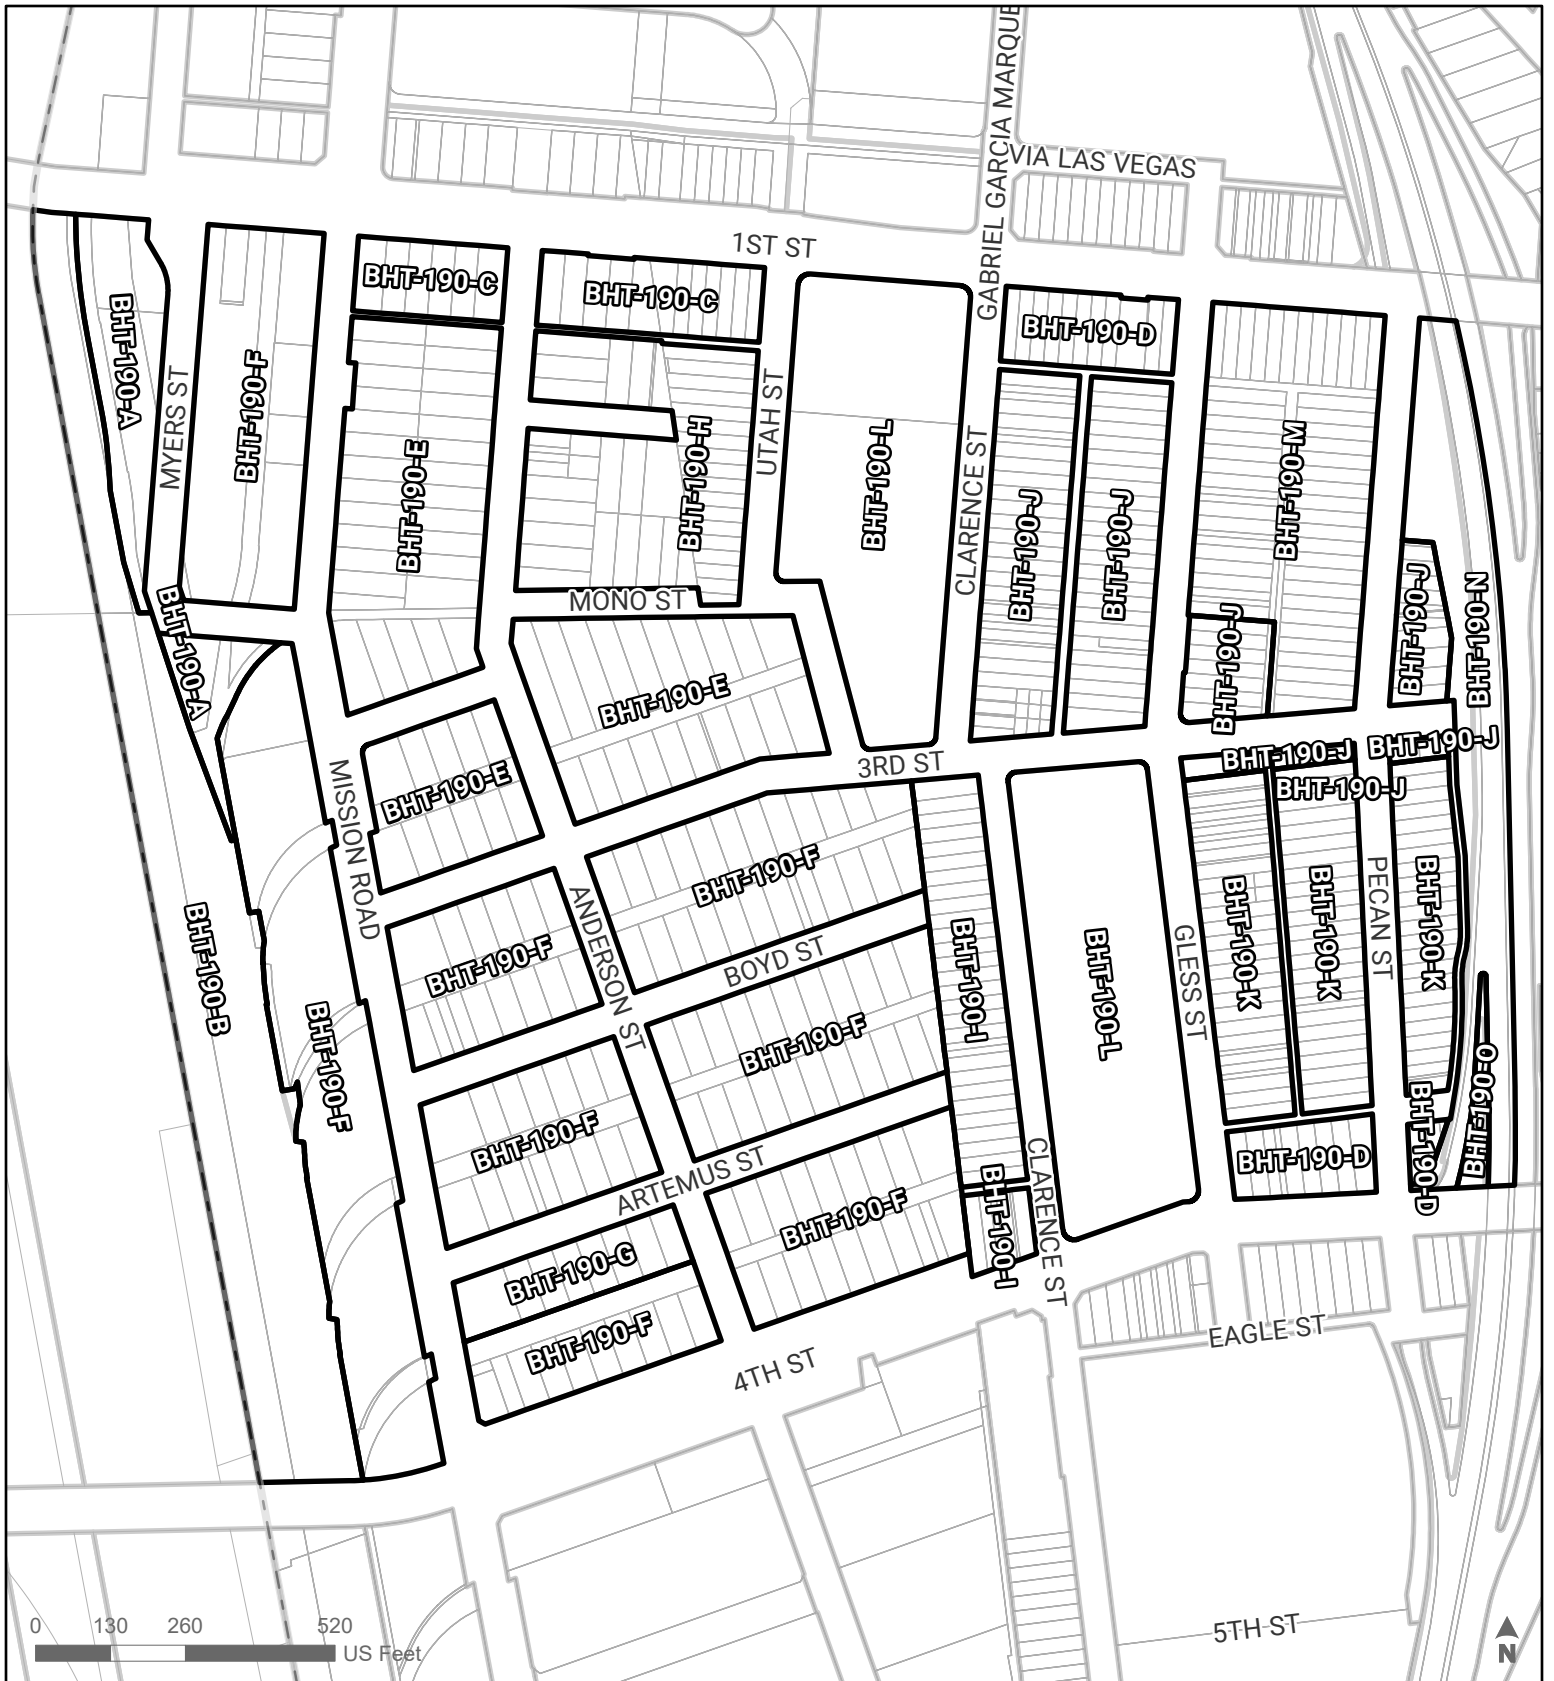 GABRIEL GARCIA MARQUE
VIA LAS VEGAS
1ST ST
BHT-190-C
BHT-190-C
BHT-190-D
BHT-190-A
MYERS ST
BHT-190-F
BHT-190-E
BHT-190-H
UTAH ST
BHT-190-L
CLARENCE ST
BHT-190-J
BHT-190-J
BHT-190-M
BHT-190-J
BHT-190-N
BHT-190-A
MONO ST
BHT-190-J
BHT-190-E
BHT-190-E
MISSION ROAD
3RD ST
BHT-190-J
BHT-190-J
BHT-190-J
BHT-190-F
BHT-190-B
BHT-190-F
ANDERSON ST
BOYD ST
BHT-190-I
BHT-190-L
GLESS ST
BHT-190-K
BHT-190-K
PECAN ST
BHT-190-K
BHT-190-F
BHT-190-F
BHT-190-F
BHT-190-O
ARTEMUS ST
BHT-190-D
BHT-190-D
BHT-190-F
BHT-190-I
CLARENCE ST
BHT-190-G
BHT-190-F
4TH ST
EAGLE ST
5TH ST
0 130 260 520
US Feet
N